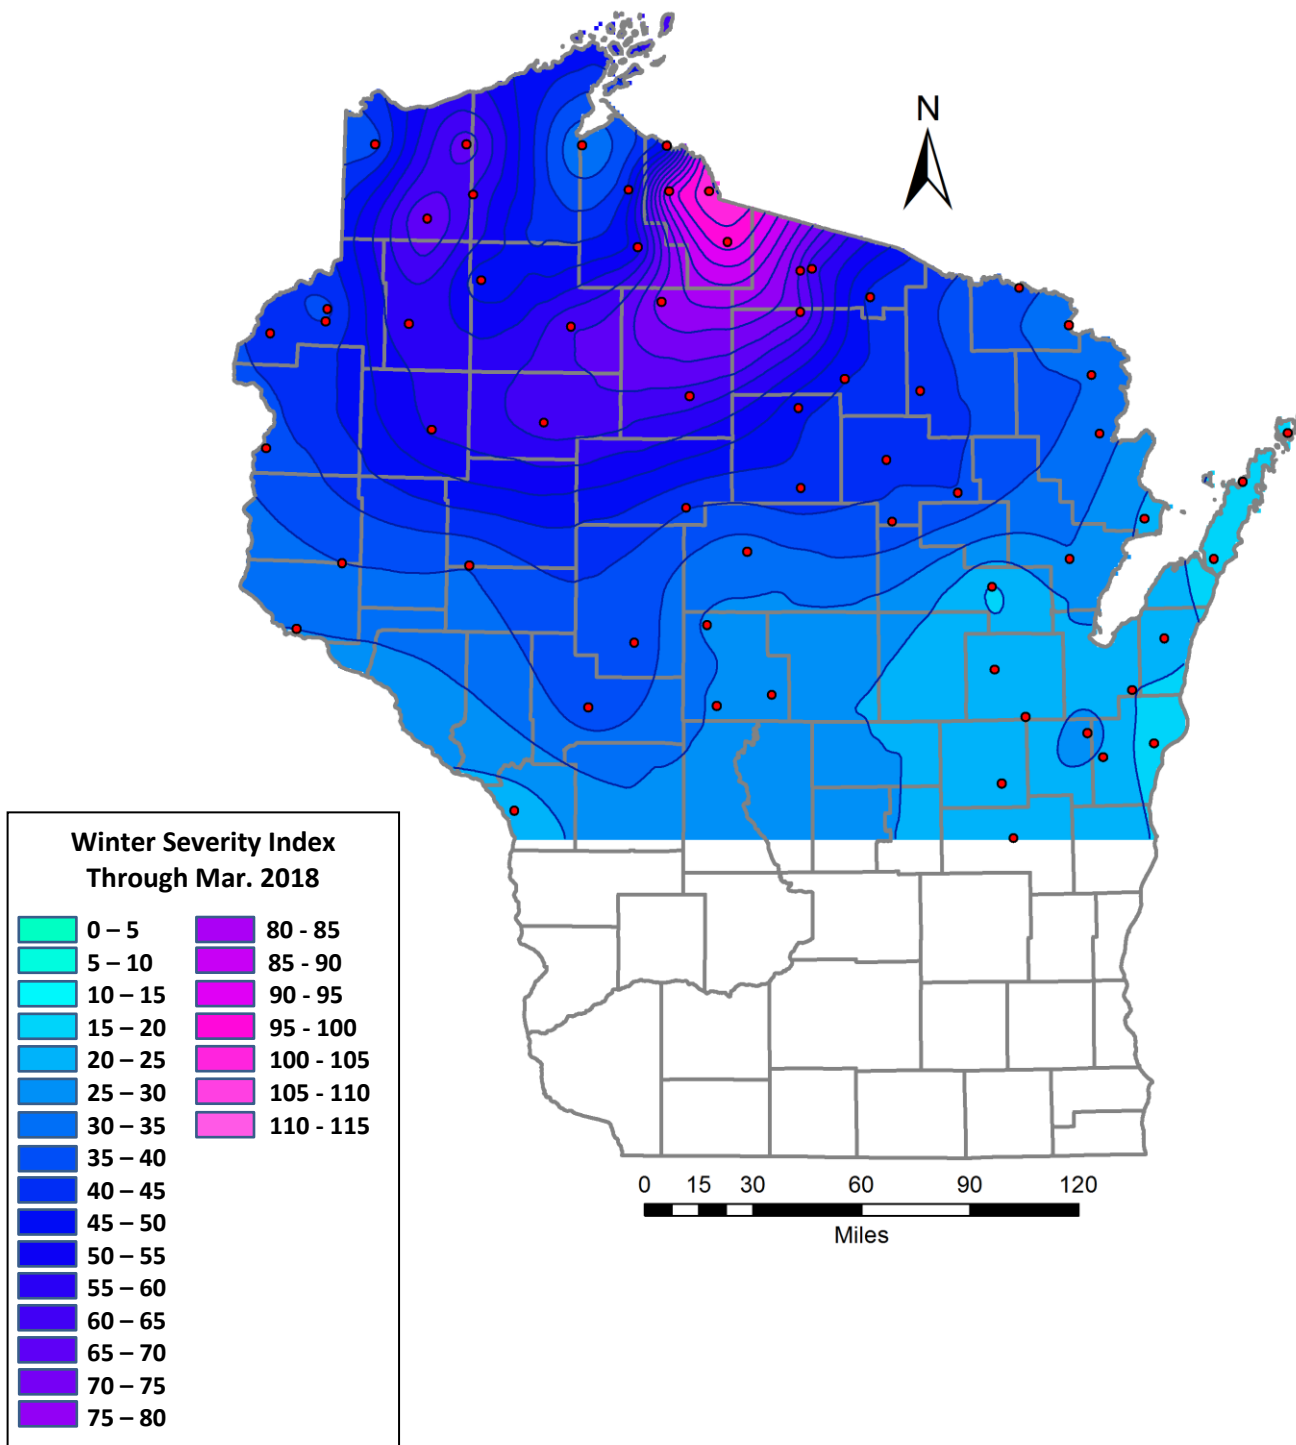 N
Winter Severity Index
Through Mar. 2018
0 – 5
5 – 10
10 – 15
15 – 20
20 – 25
25 – 30
30 – 35
35 – 40
40 – 45
45 – 50
50 – 55
55 – 60
60 – 65
65 – 70
70 – 75
75 – 80
80 - 85
85 - 90
90 - 95
95 - 100
100 - 105
105 - 110
110 - 115
0 15 30 60 90 120
Miles